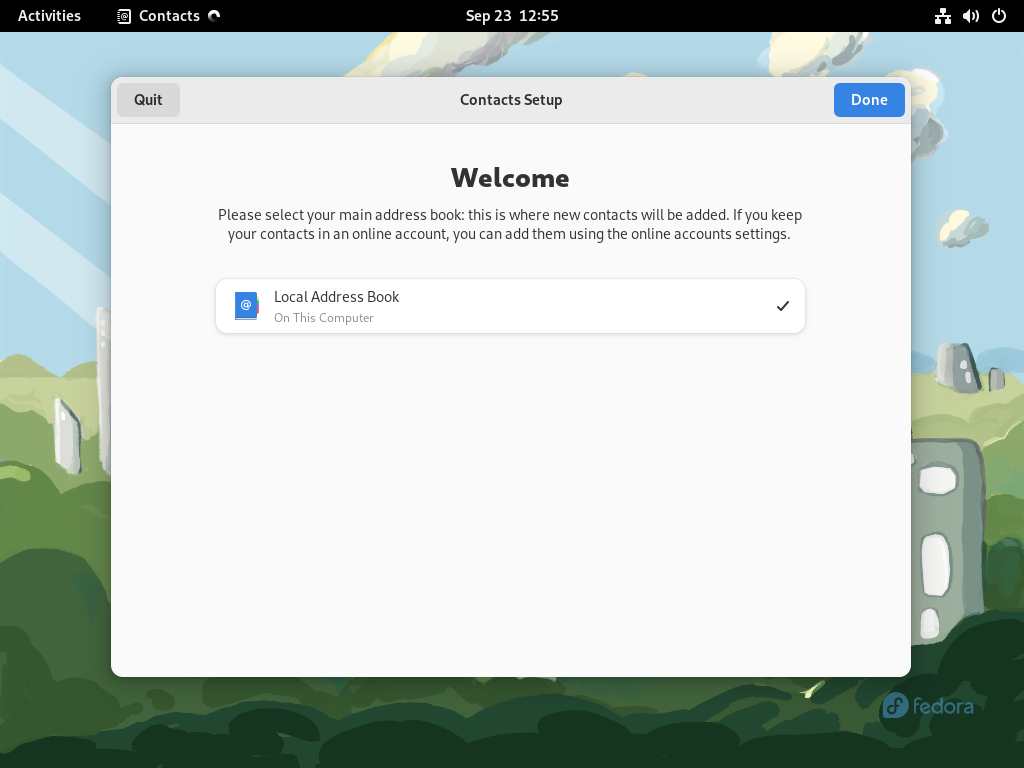 Activities
Contacts
Sep 23 12:55
Quit
Contacts Setup
Done
Welcome
Please select your main address book: this is where new contacts will be added. If you keep
your contacts in an online account, you can add them using the online accounts settings.
@
Local Address Book
On This Computer
fedora